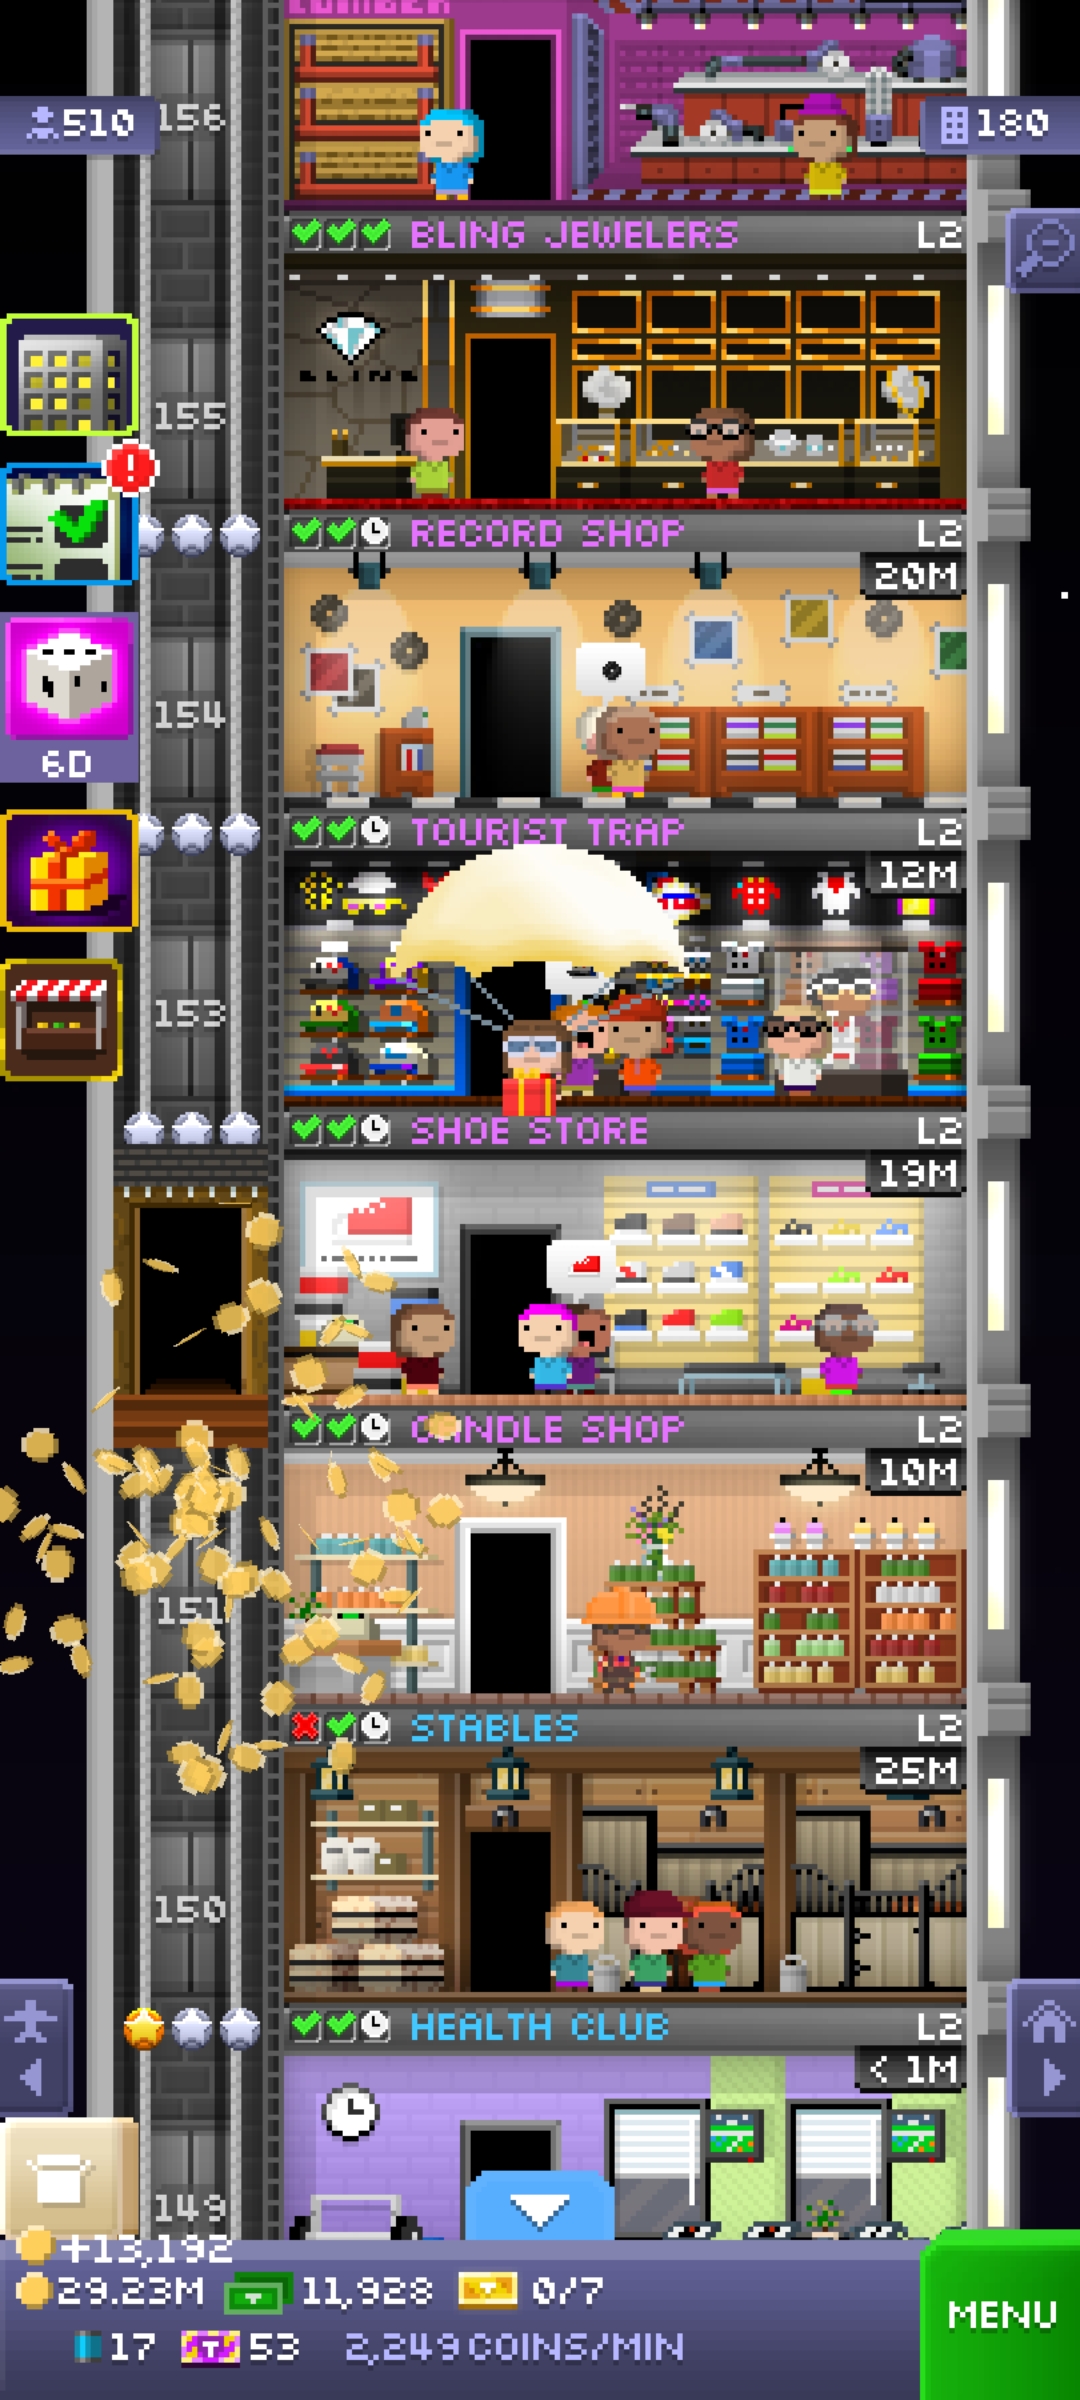 LUMBER
510
156
180
BLING JEWELERS L2
BLING
155
RECORD SHOP L2
20M
154
6D
TOURIST TRAP L2
12M
153
SHOE STORE L2
19M
CANDLE SHOP L2
10M
151
STABLES L2
25M
150
HEALTH CLUB L2
< 1M
149
+13,192
29.23M 11,928 0/7
MENU
17 T 53 2,249 COINS/MIN